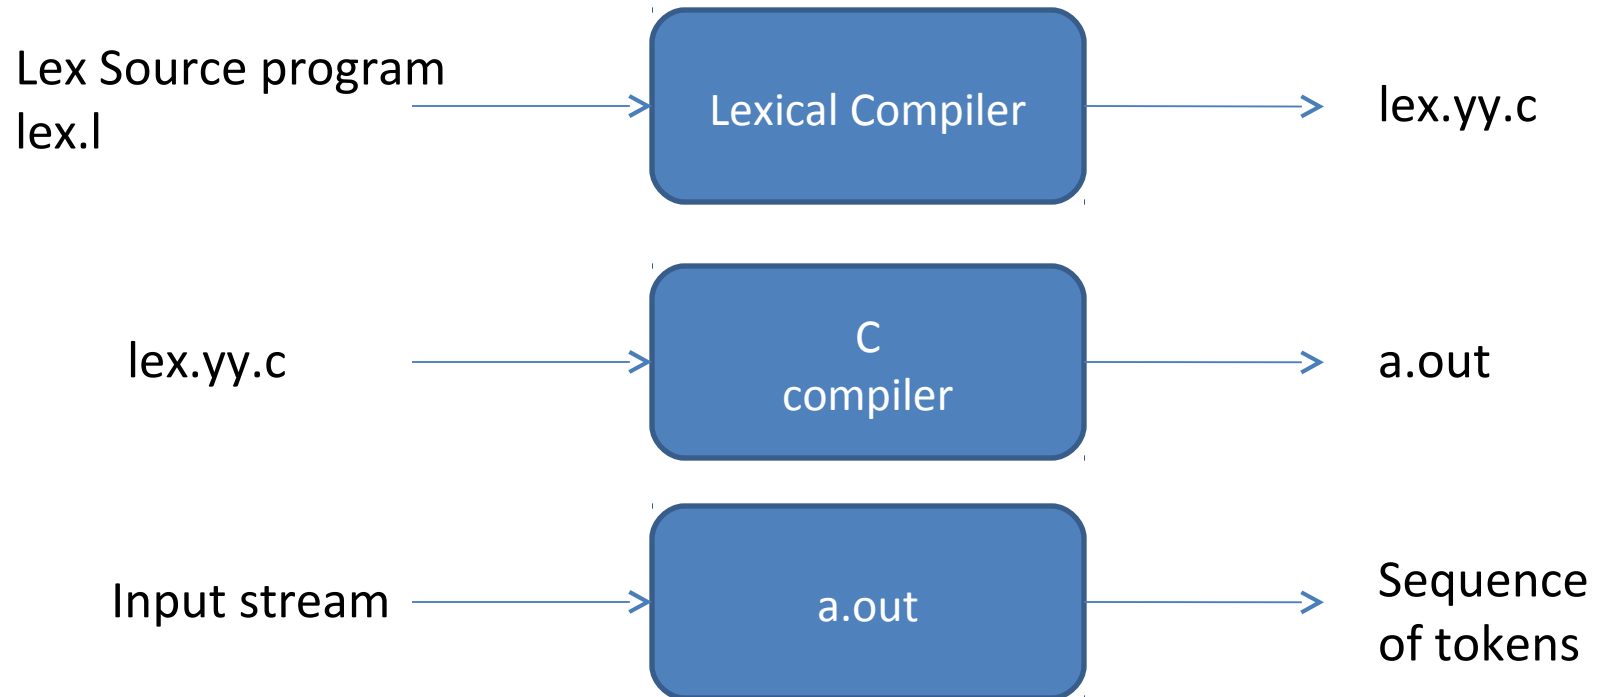 Lex Source program
lex.l
Lexical Compiler
lex.yy.c
lex.yy.c
C
compiler
a.out
Input stream
a.out
Sequence
of tokens